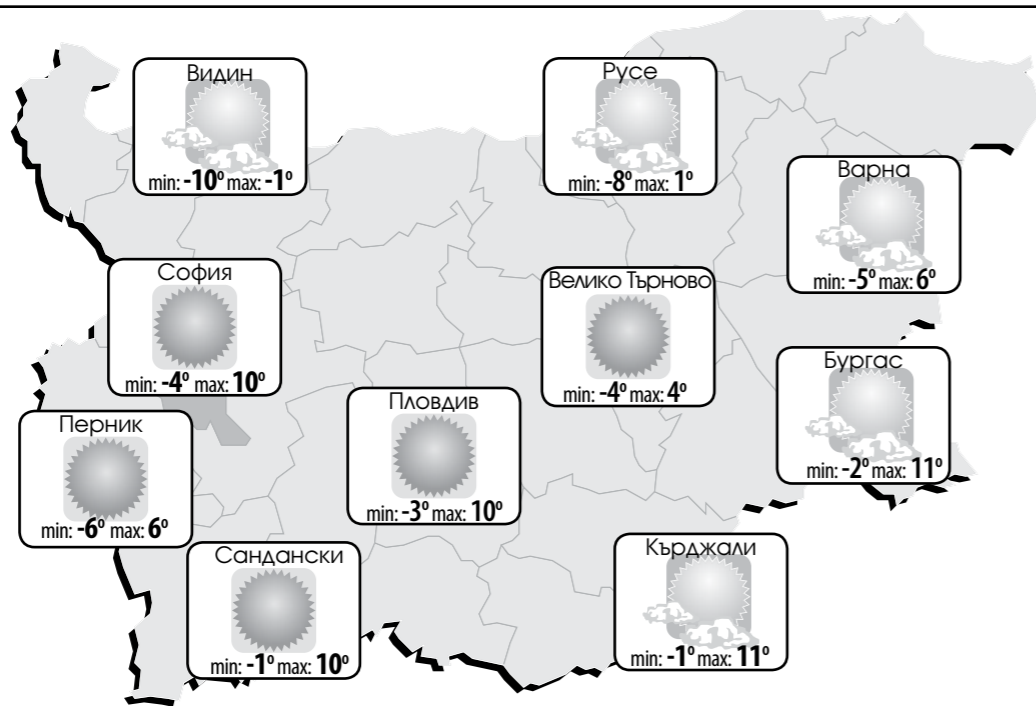 Видин
min: -10° max: -1°
Русе
min: -8° max: 1°
Варна
min: -5° max: 6°
София
min: -4° max: 10°
Велико Търново
min: -4° max: 4°
Бургас
min: -2° max: 11°
Пловдив
min: -3° max: 10°
Перник
min: -6° max: 6°
Сандански
min: -1° max: 10°
Кърджали
min: -1° max: 11°